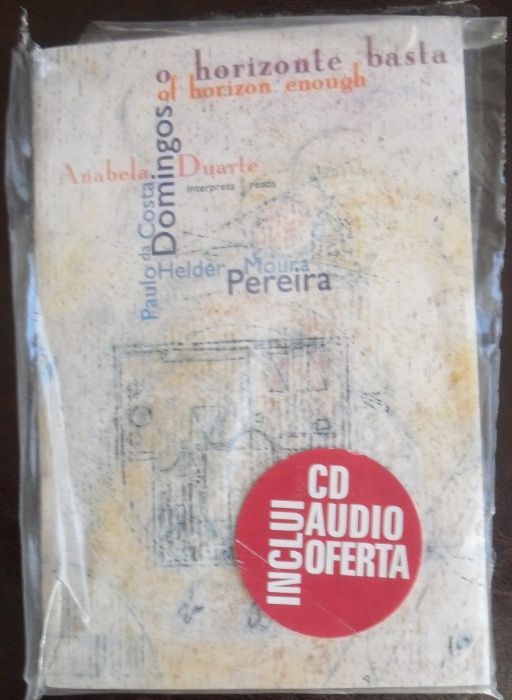 o horizonte basta
of horizon enough
Anabela Duarte
interpreta reads
Paulo da Costa
Domingos
Helder Moura
Pereira
INCLUI
CD
AUDIO
OFERTA